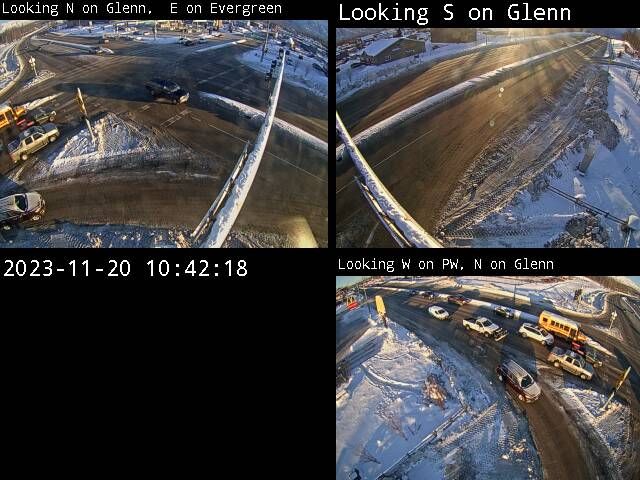 Looking N on Glenn,  E on Evergreen
Looking S on Glenn
2023-11-20 10:42:18
Looking W on PW, N on Glenn